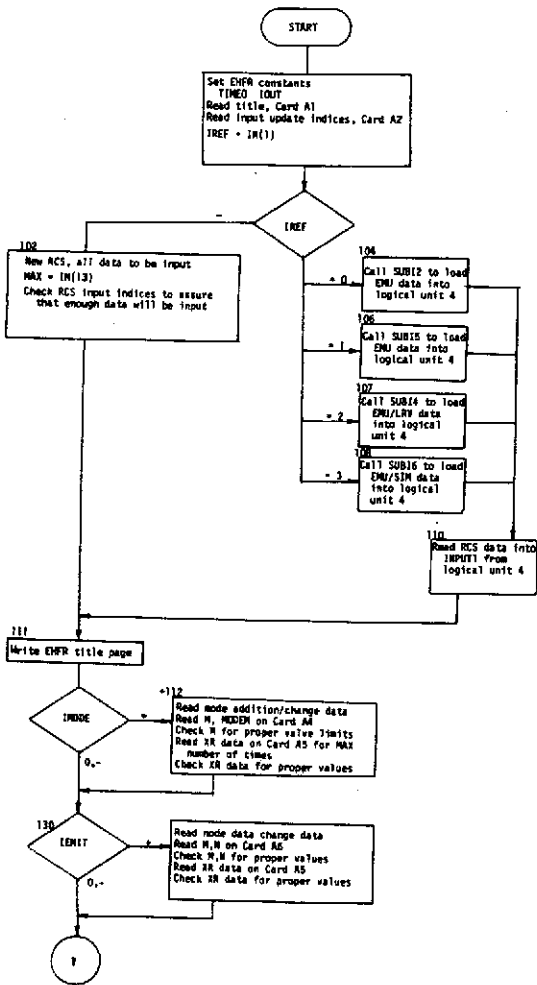 START
Set EHFR constants
TIMEO IOUT
Read title, Card A1
Read input update indices, Card A2
IREF = IN(1)
IREF
-
102
New RCS, all data to be input
MAX = IN(13)
Check RCS input indices to assure
that enough data will be input
104
= 0
Call SUBI2 to load
EMU data into
logical unit 4
106
= 1
Call SUBI5 to load
EMU data into
logical unit 4
107
= 2
Call SUBI4 to load
EMU/LRV data
into logical
unit 4
108
= 3
Call SUBI6 to load
EMU/SIM data
into logical
unit 4
110
Read RCS data into
INPUT1 from
logical unit 4
111
Write EHFR title page
IMODE
+
0,-
+112
Read mode addition/change data
Read M, MODEM on Card A4
Check M for proper value limits
Read XR data on Card A5 for MAX
number of times
Check XR data for proper values
130
IEMIT
+
0,-
Read node data change data
Read M,N on Card A6
Check M,N for proper values
Read XR data on Card A5
Check XR data for proper values